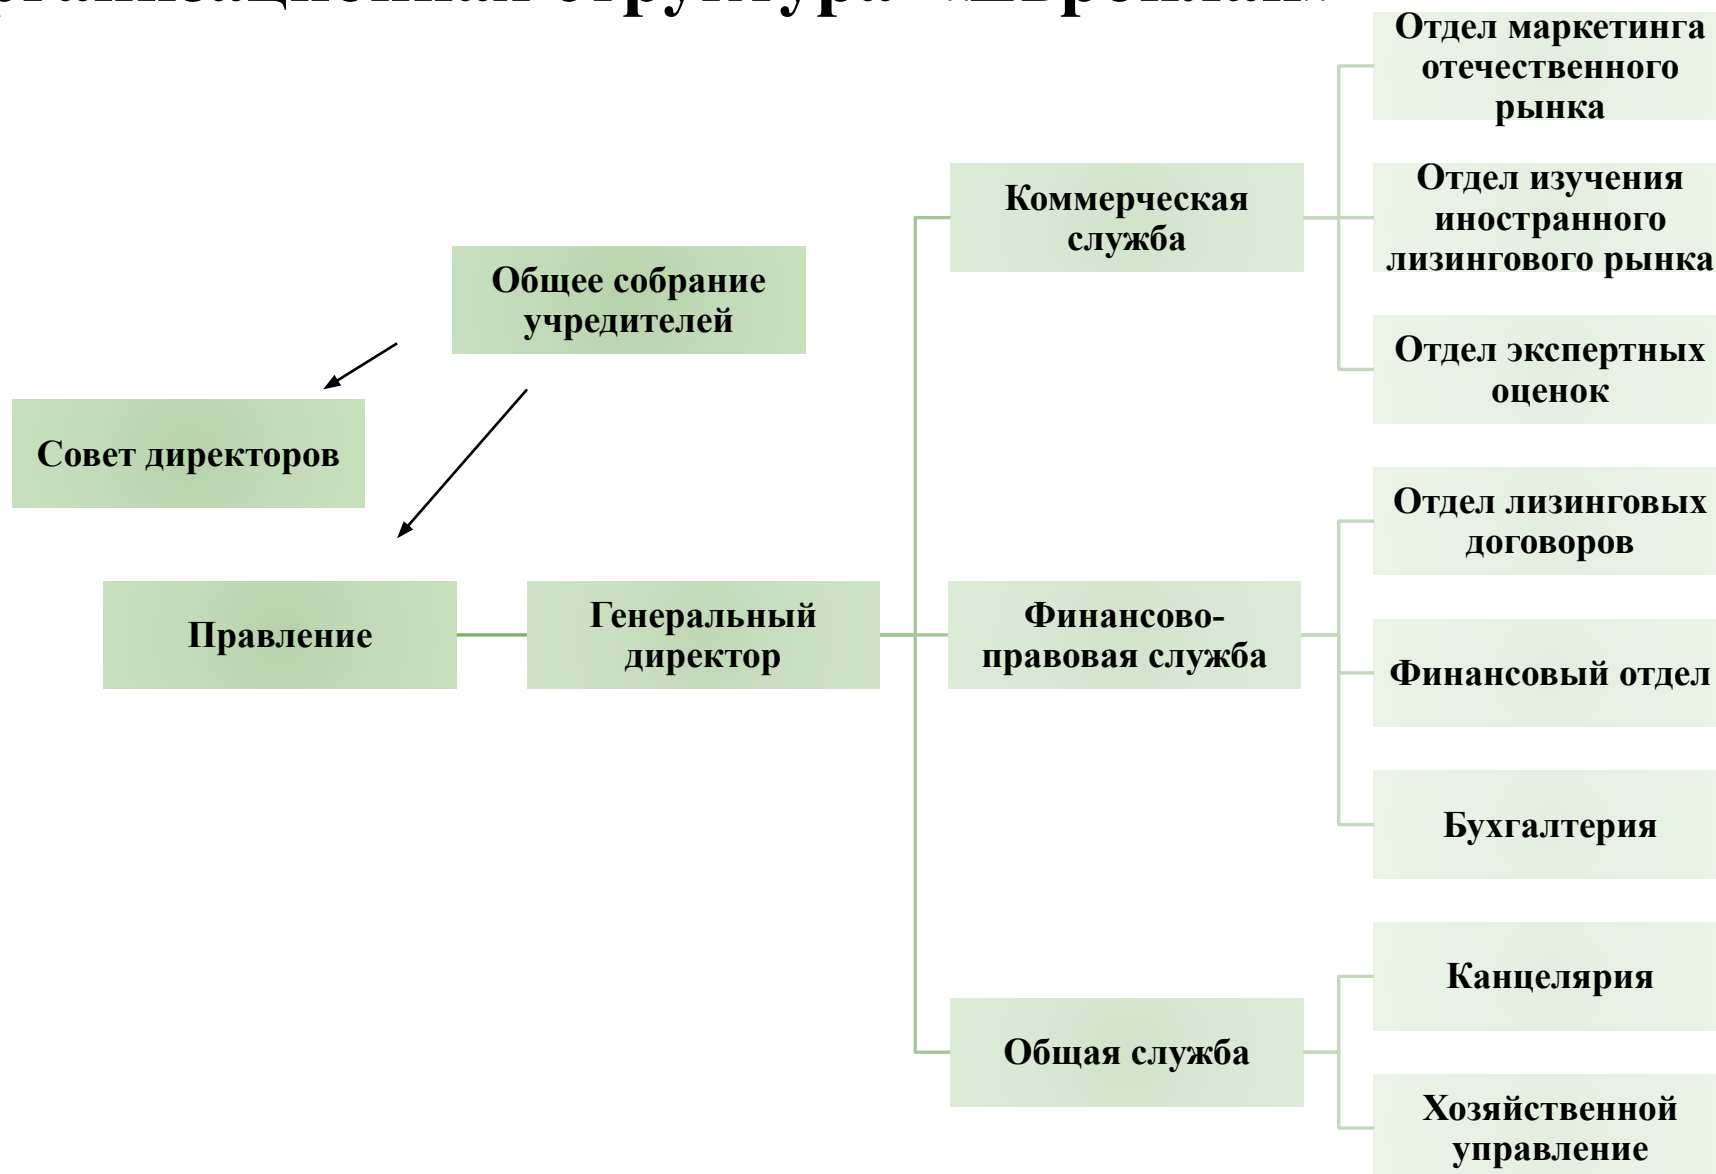 Отдел маркетинга
отечественного
рынка
Отдел изучения
иностранного
лизингового рынка
Коммерческая
служба
Общее собрание
учредителей
Отдел экспертных
оценок
Совет директоров
Отдел лизинговых
договоров
Правление
Генеральный
директор
Финансово-
правовая служба
Финансовый отдел
Бухгалтерия
Канцелярия
Общая служба
Хозяйственной
управление